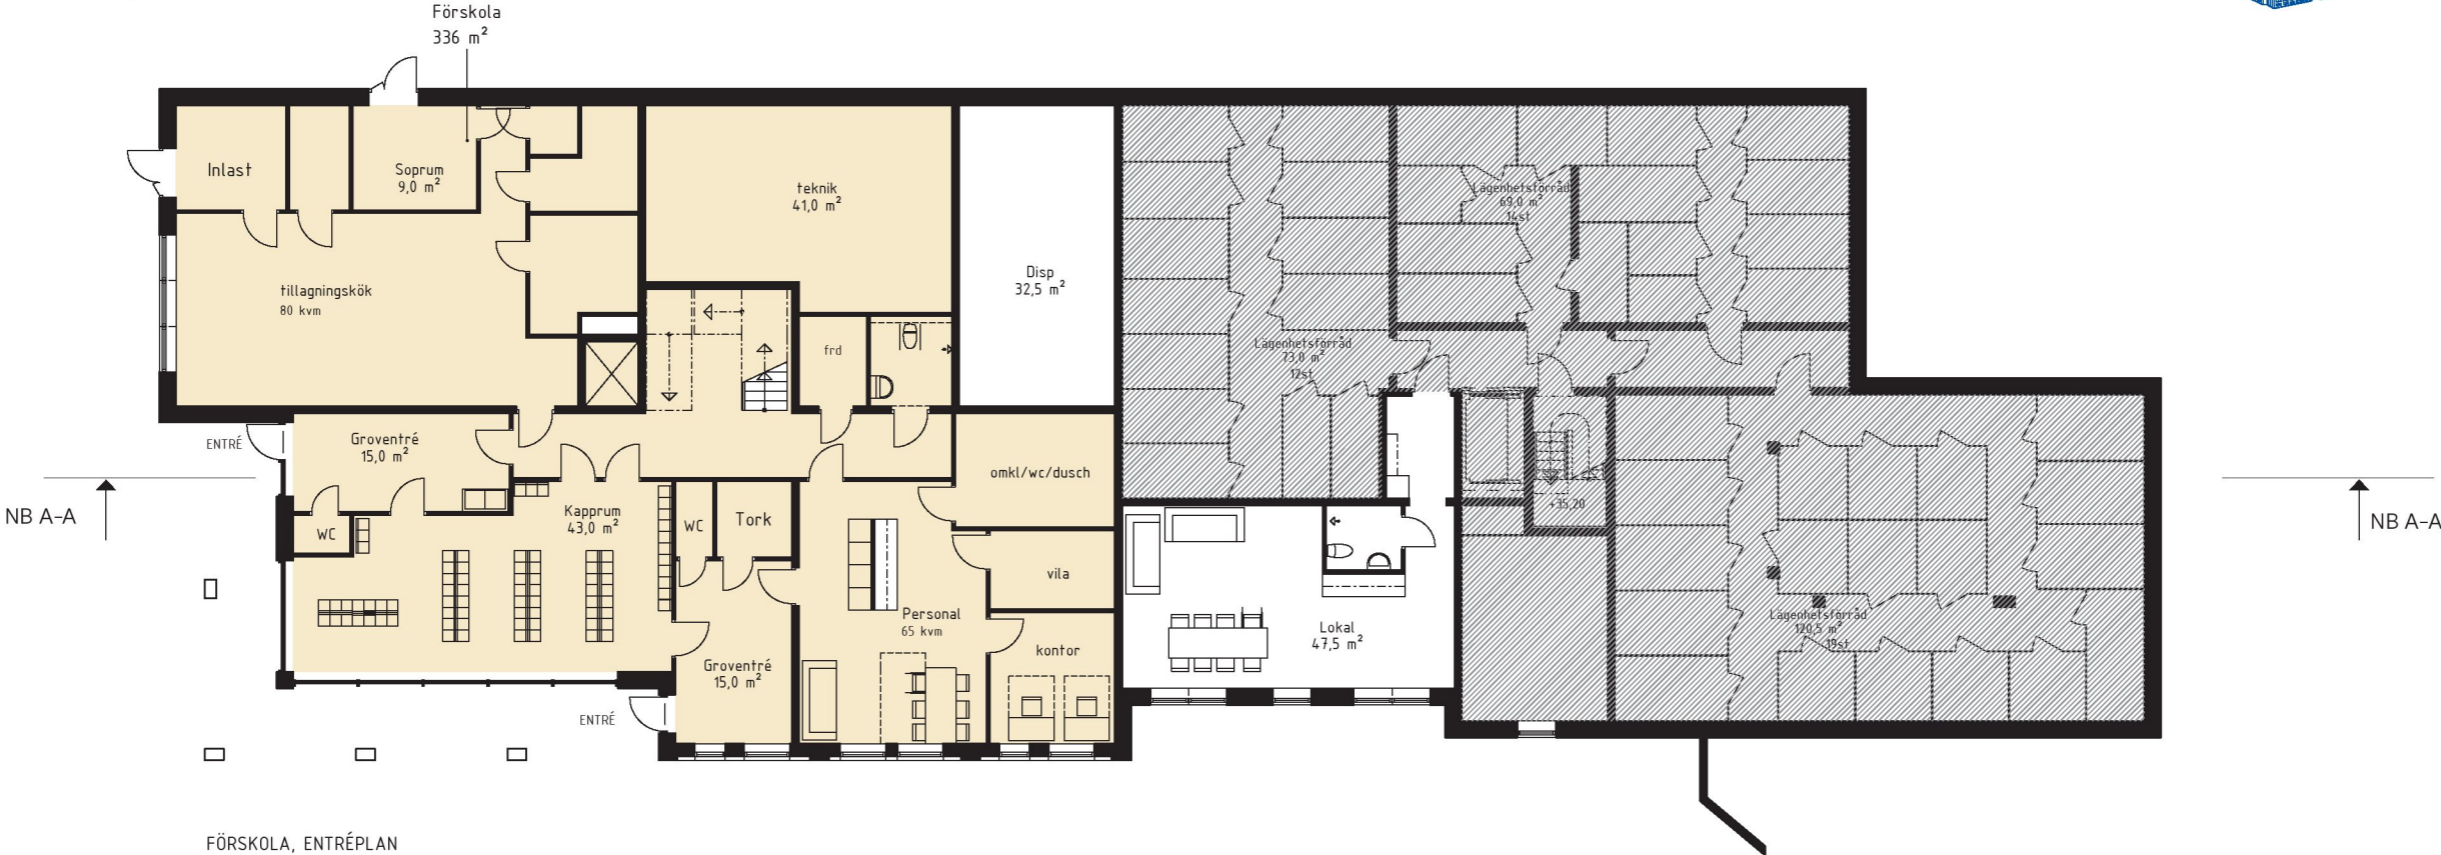 Förskola
336 m²
Inlast
Soprum
9,0 m²
teknik
41,0 m²
Disp
32,5 m²
Lägenhetsförråd
69,0 m²
14st
tillagningskök
80 kvm
frd
Lägenhetsförråd
73,0 m²
12st
ENTRÉ
Groventré
15,0 m²
omkl/wc/dusch
NB A-A
WC
Kapprum
43,0 m²
WC
Tork
+35,20
NB A-A
vila
Personal
65 kvm
Lokal
47,5 m²
Lägenhetsförråd
120,5 m²
19st
kontor
Groventré
15,0 m²
ENTRÉ
FÖRSKOLA, ENTRÉPLAN